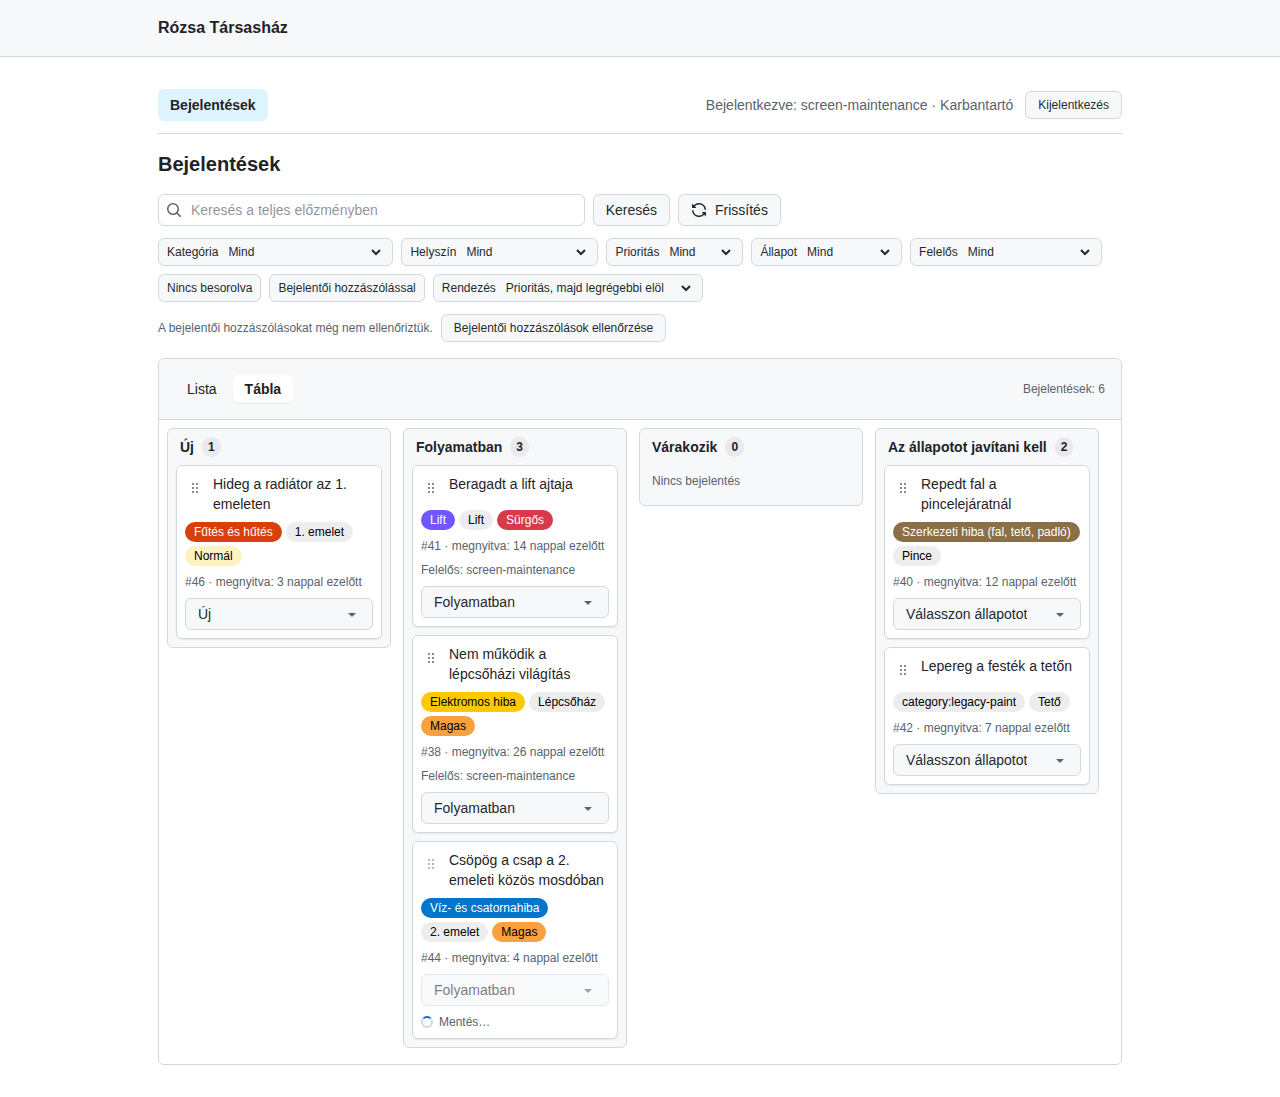 Rózsa Társasház
Bejelentések
Bejelentkezve: screen-maintenance · Karbantartó
Kijelentkezés
Bejelentések
Keresés a teljes előzményben
Keresés
Frissítés
Kategória Mind
Helyszín Mind
Prioritás Mind
Állapot Mind
Felelős Mind
Nincs besorolva
Bejelentői hozzászólással
Rendezés Prioritás, majd legrégebbi elöl
A bejelentői hozzászólásokat még nem ellenőriztük.
Bejelentői hozzászólások ellenőrzése
Lista
Tábla
Bejelentések: 6
Új 1
Hideg a radiátor az 1.
emeleten
Fűtés és hűtés
1. emelet
Normál
#46 · megnyitva: 3 nappal ezelőtt
Új
Folyamatban 3
Beragadt a lift ajtaja
Lift
Lift
Sürgős
#41 · megnyitva: 14 nappal ezelőtt
Felelős: screen-maintenance
Folyamatban
Nem működik a
lépcsőházi világítás
Elektromos hiba
Lépcsőház
Magas
#38 · megnyitva: 26 nappal ezelőtt
Felelős: screen-maintenance
Folyamatban
Csöpög a csap a 2.
emeleti közös mosdóban
Víz- és csatornahiba
2. emelet
Magas
#44 · megnyitva: 4 nappal ezelőtt
Folyamatban
Mentés…
Várakozik 0
Nincs bejelentés
Az állapotot javítani kell 2
Repedt fal a
pincelejáratnál
Szerkezeti hiba (fal, tető, padló)
Pince
#40 · megnyitva: 12 nappal ezelőtt
Válasszon állapotot
Lepereg a festék a tetőn
category:legacy-paint
Tető
#42 · megnyitva: 7 nappal ezelőtt
Válasszon állapotot